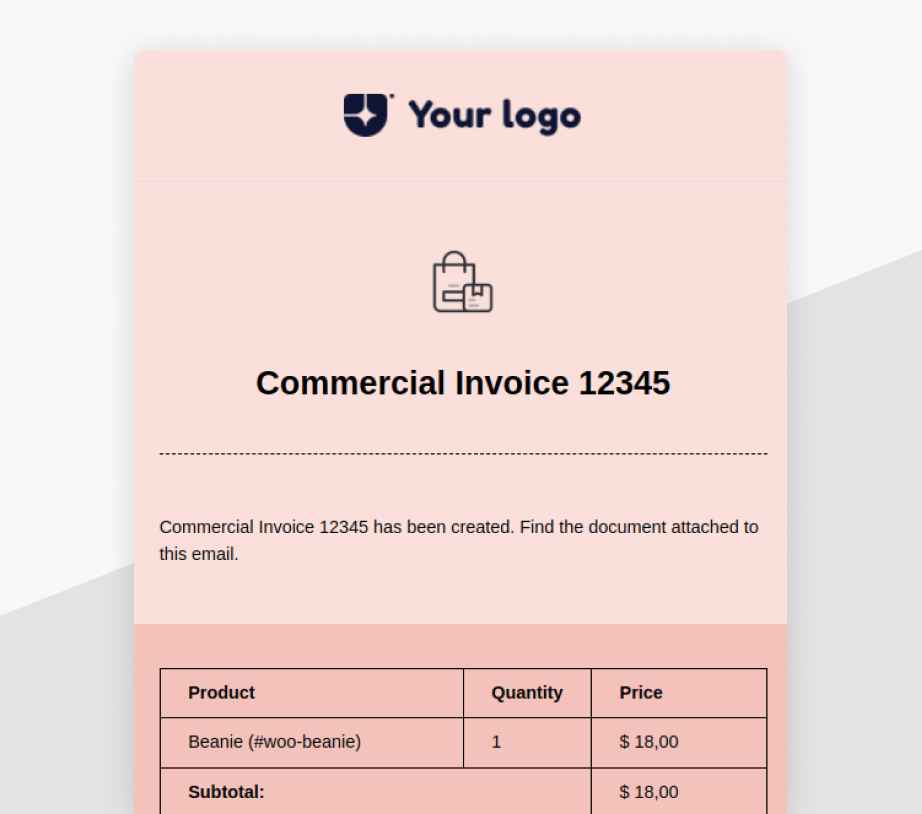 Your logo
Commercial Invoice 12345
Commercial Invoice 12345 has been created. Find the document attached to
this email.
Product Quantity Price
Beanie (#woo-beanie) 1 $ 18,00
Subtotal: $ 18,00